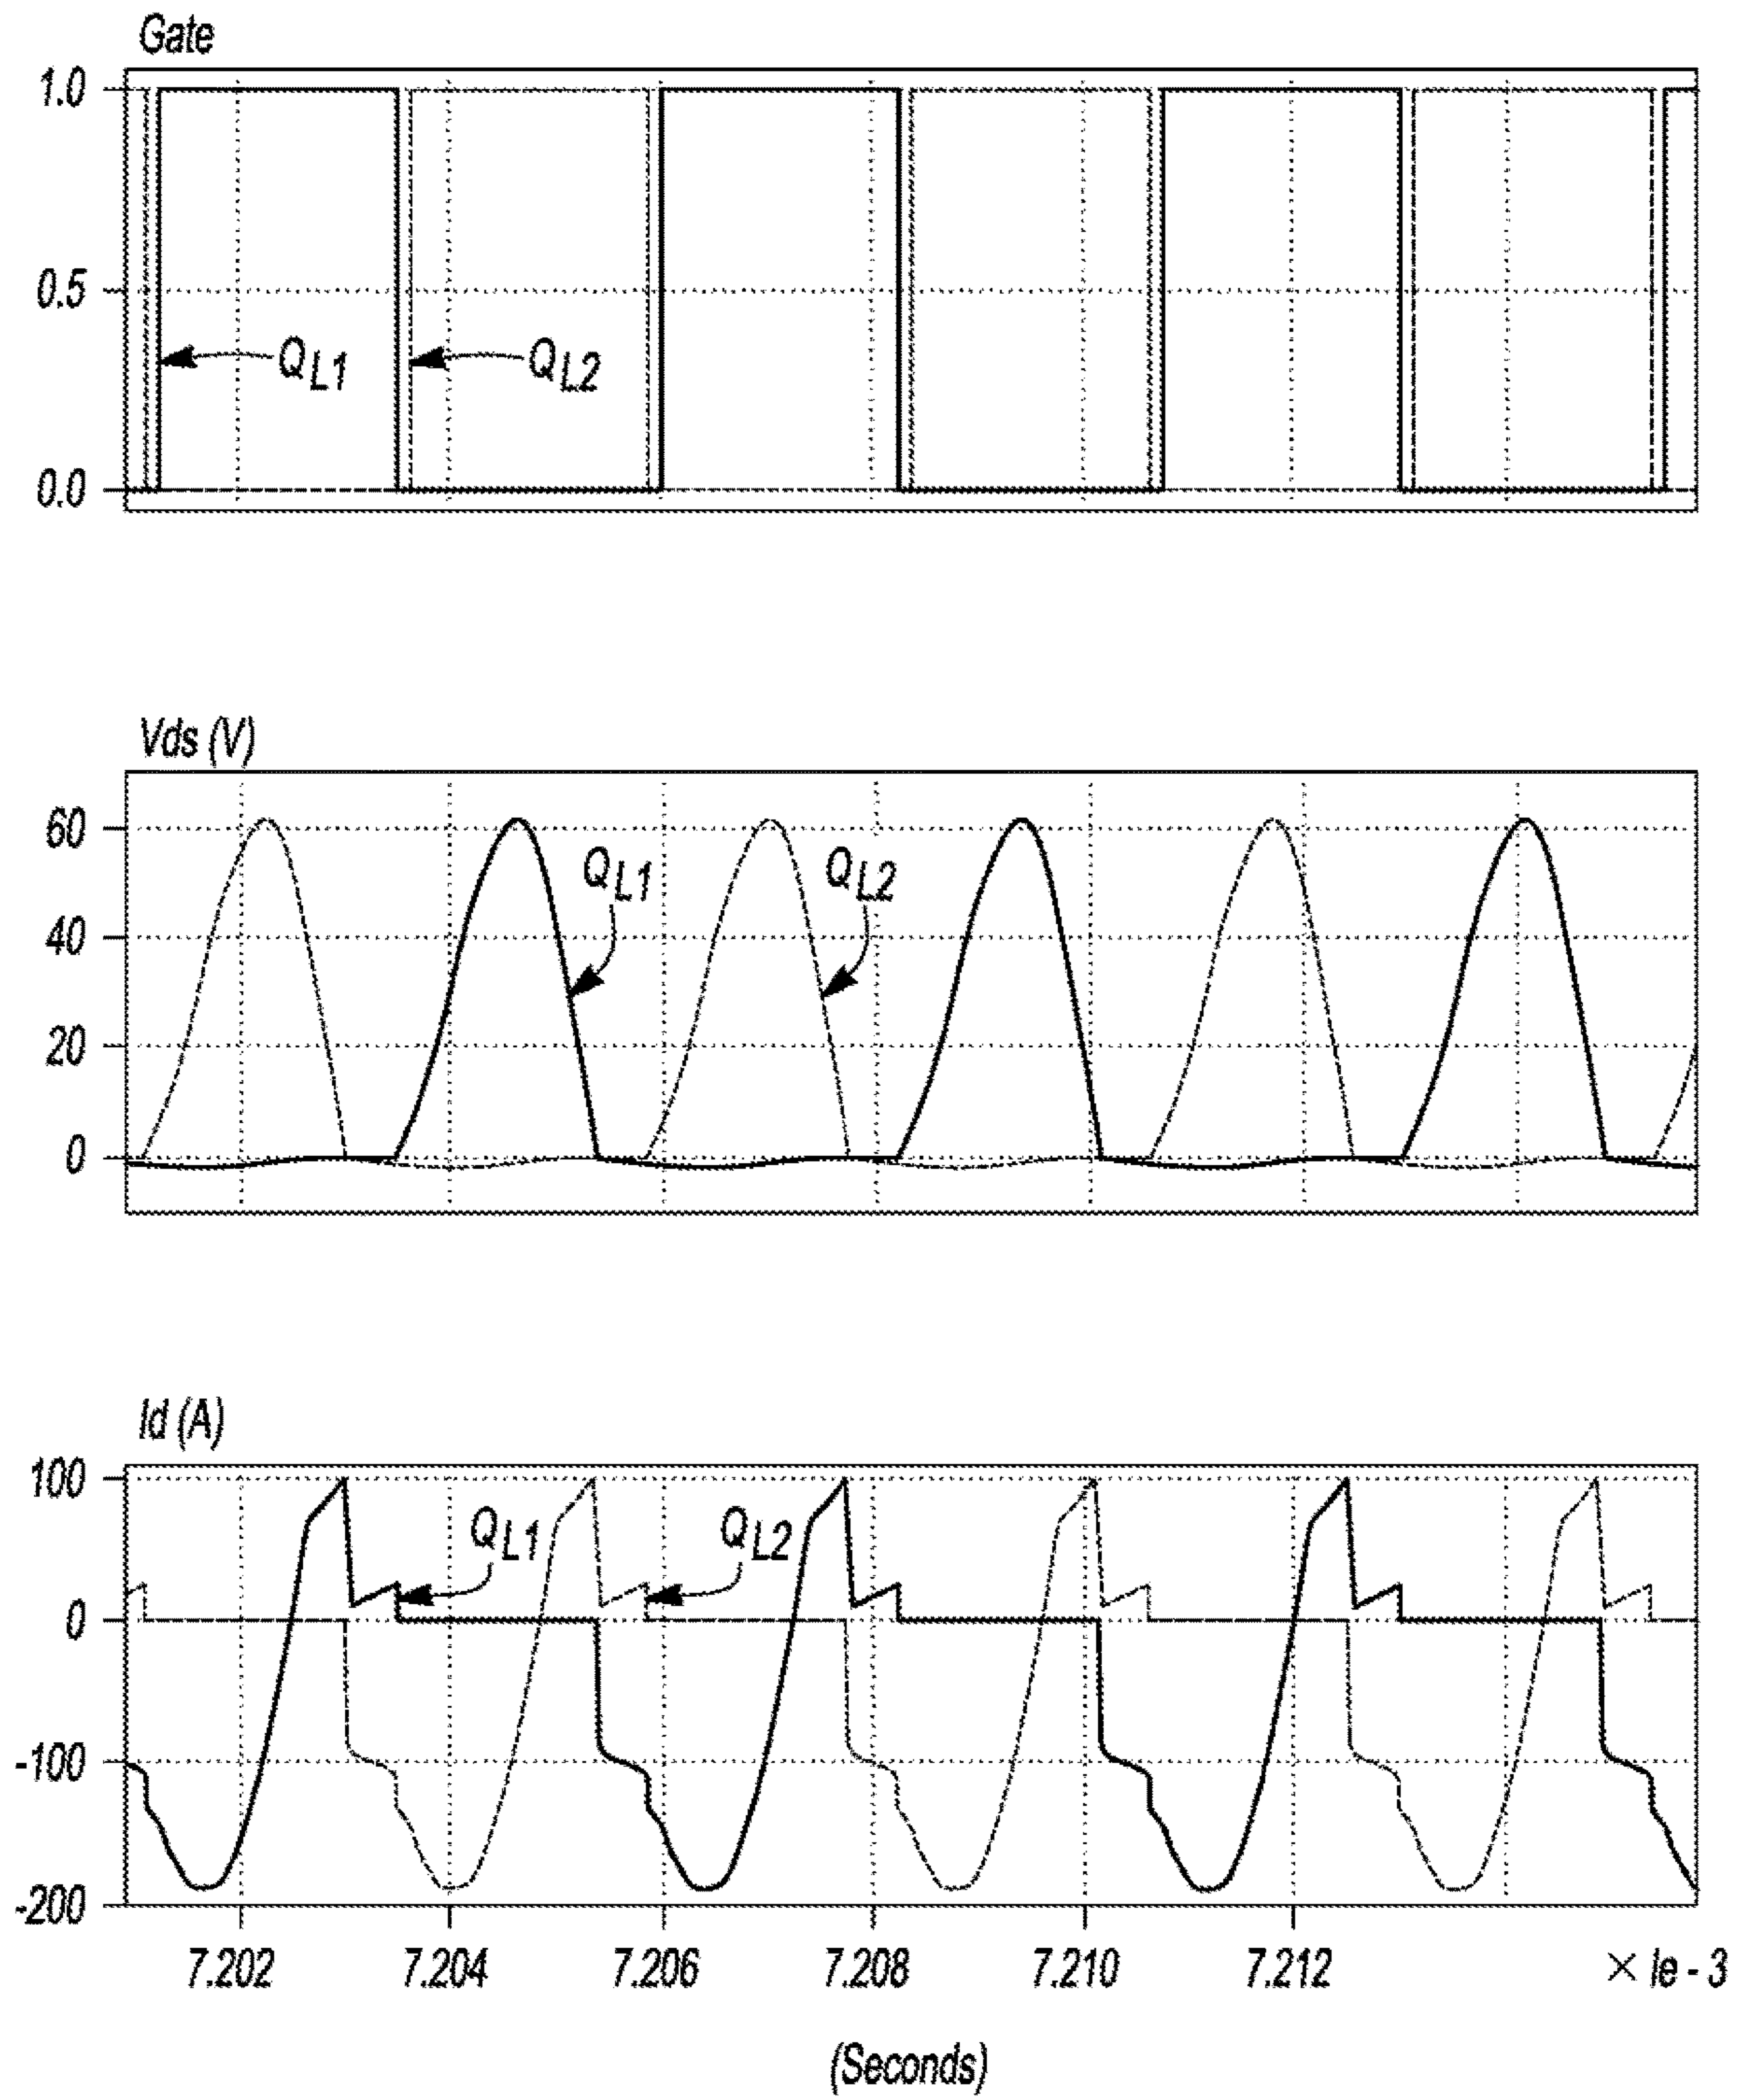 Gate
1.0
0.5
0.0
QL1
QL2
Vds (V)
60
40
20
0
QL1
QL2
Id (A)
100
0
-100
-200
QL1
QL2
7.202 7.204 7.206 7.208 7.210 7.212 × le - 3
(Seconds)